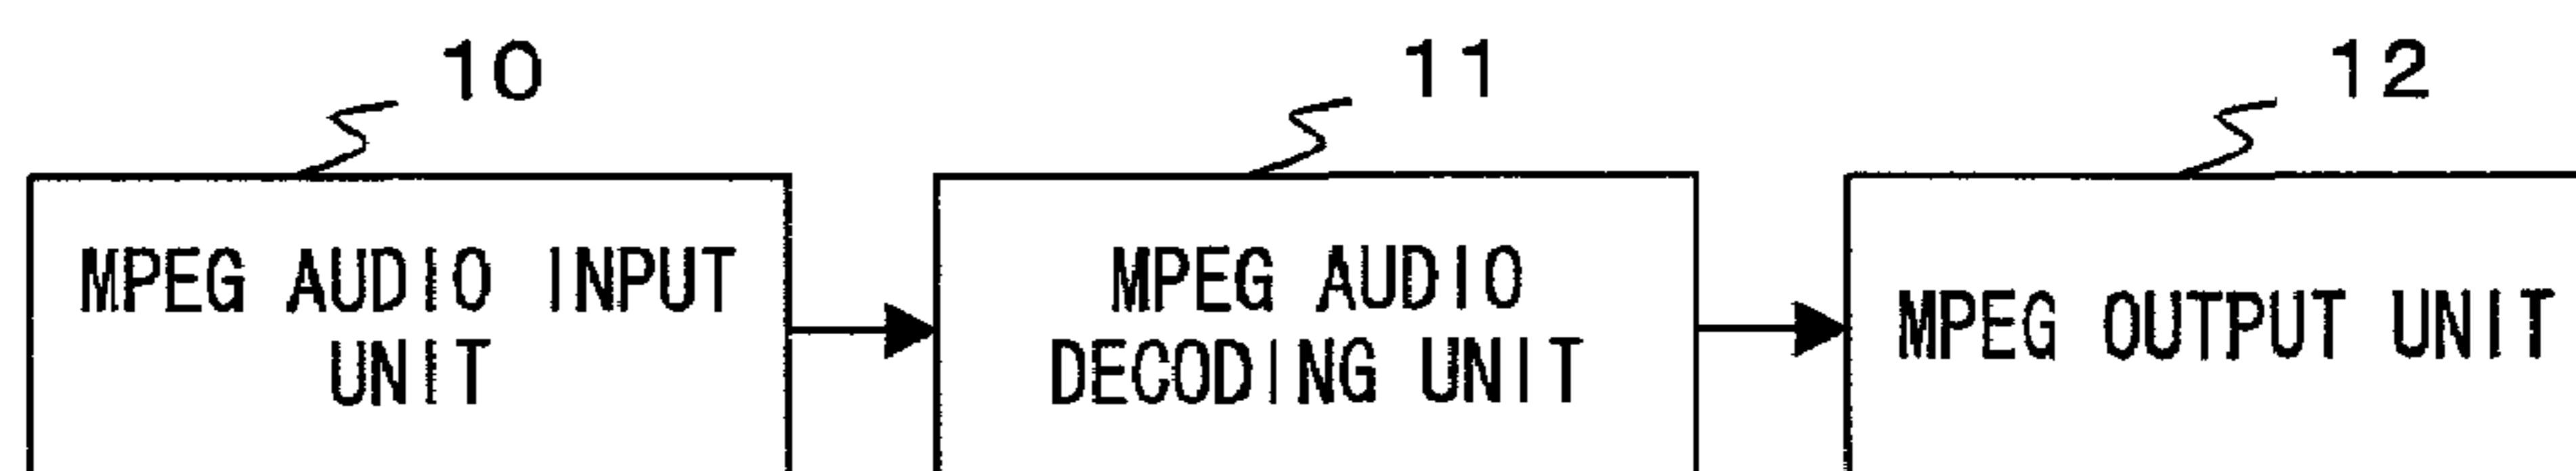 10
11
12
MPEG AUDIO INPUT
UNIT
MPEG AUDIO
DECODING UNIT
MPEG OUTPUT UNIT